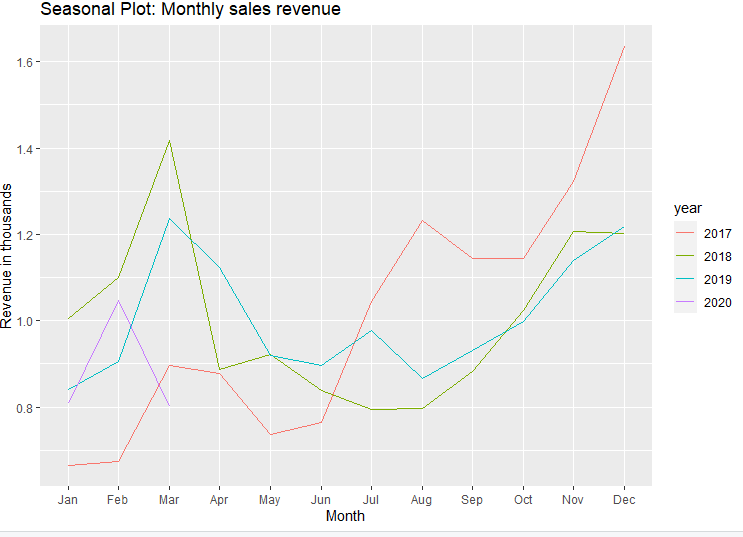 Seasonal Plot: Monthly sales revenue
Revenue in thousands
1.6
1.4
1.2
1.0
0.8
Jan Feb Mar Apr May Jun Jul Aug Sep Oct Nov Dec
Month
year
2017
2018
2019
2020